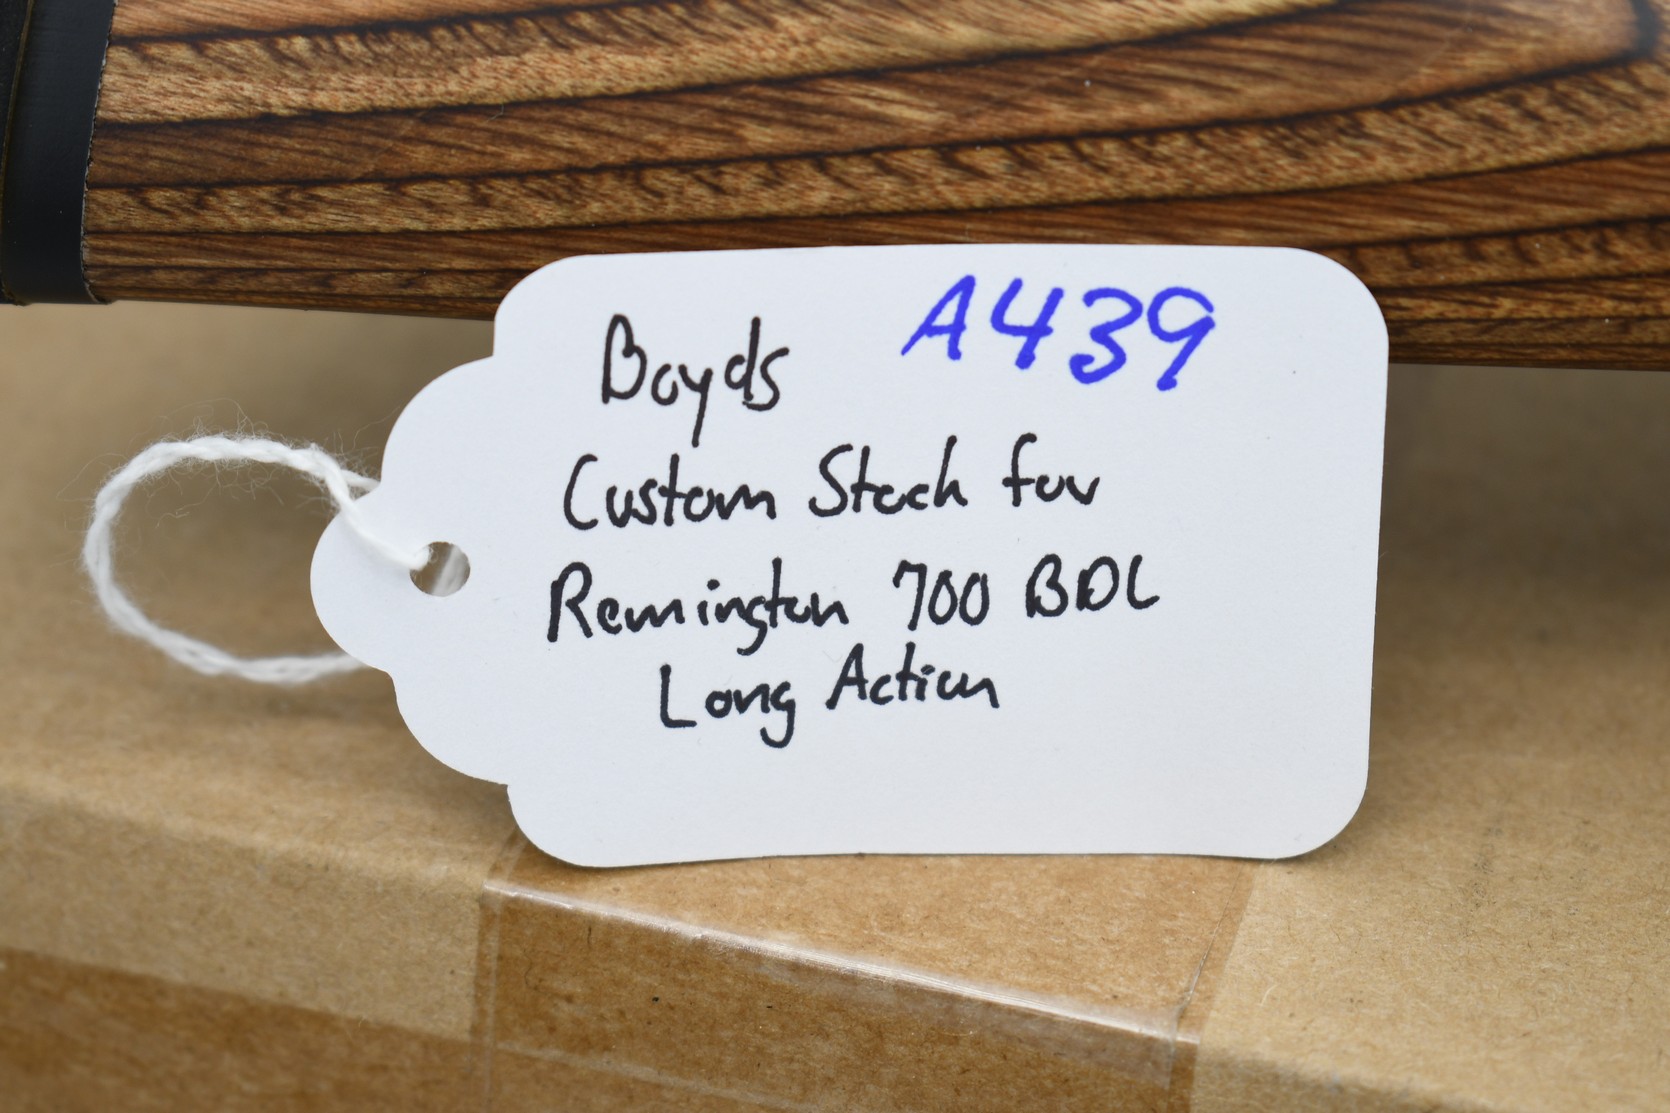 Boyds A439
Custom Stock for
Remington 700 BDL
Long Action